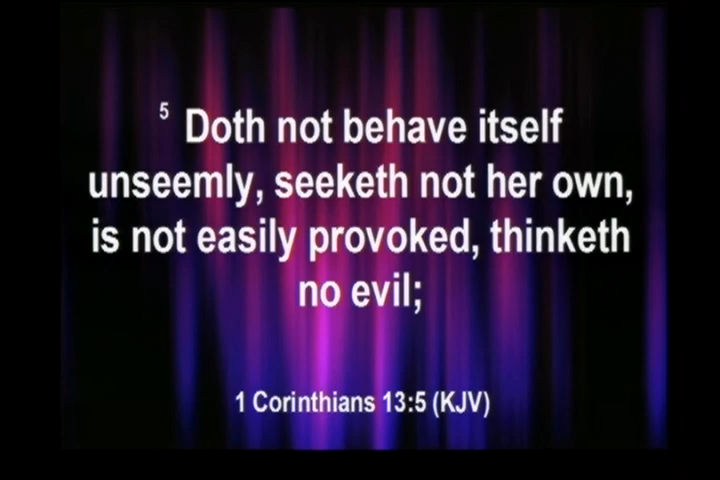 5 Doth not behave itself
unseemly, seeketh not her own,
is not easily provoked, thinketh
no evil;
1 Corinthians 13:5 (KJV)